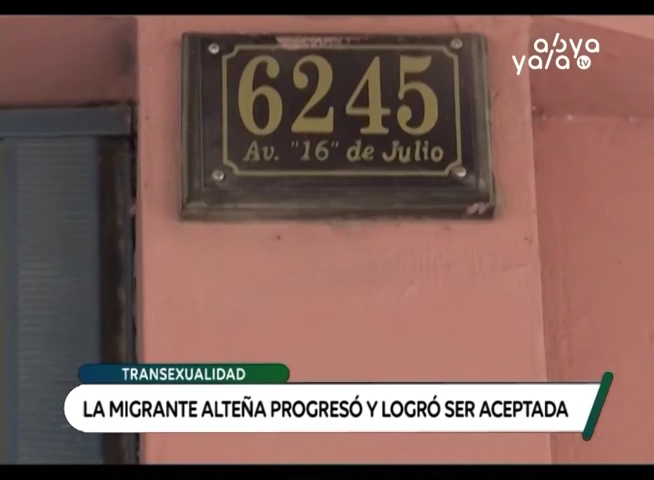 abya
yala tv
6245
Av. "16" de Julio
TRANSEXUALIDAD
LA MIGRANTE ALTEÑA PROGRESÓ Y LOGRÓ SER ACEPTADA